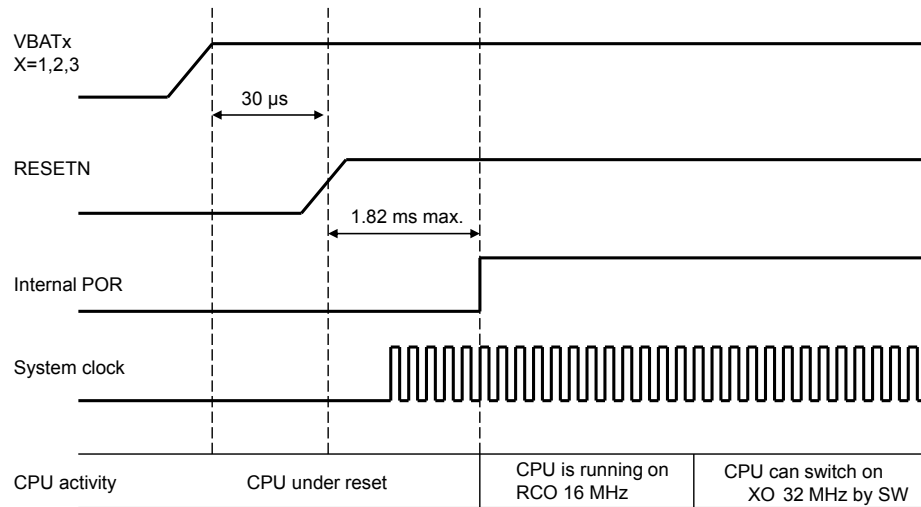 VBATx
X=1,2,3
30 µs
RESETN
1.82 ms max.
Internal POR
System clock
CPU activity
CPU under reset
CPU is running on
RCO 16 MHz
CPU can switch on
XO 32 MHz by SW